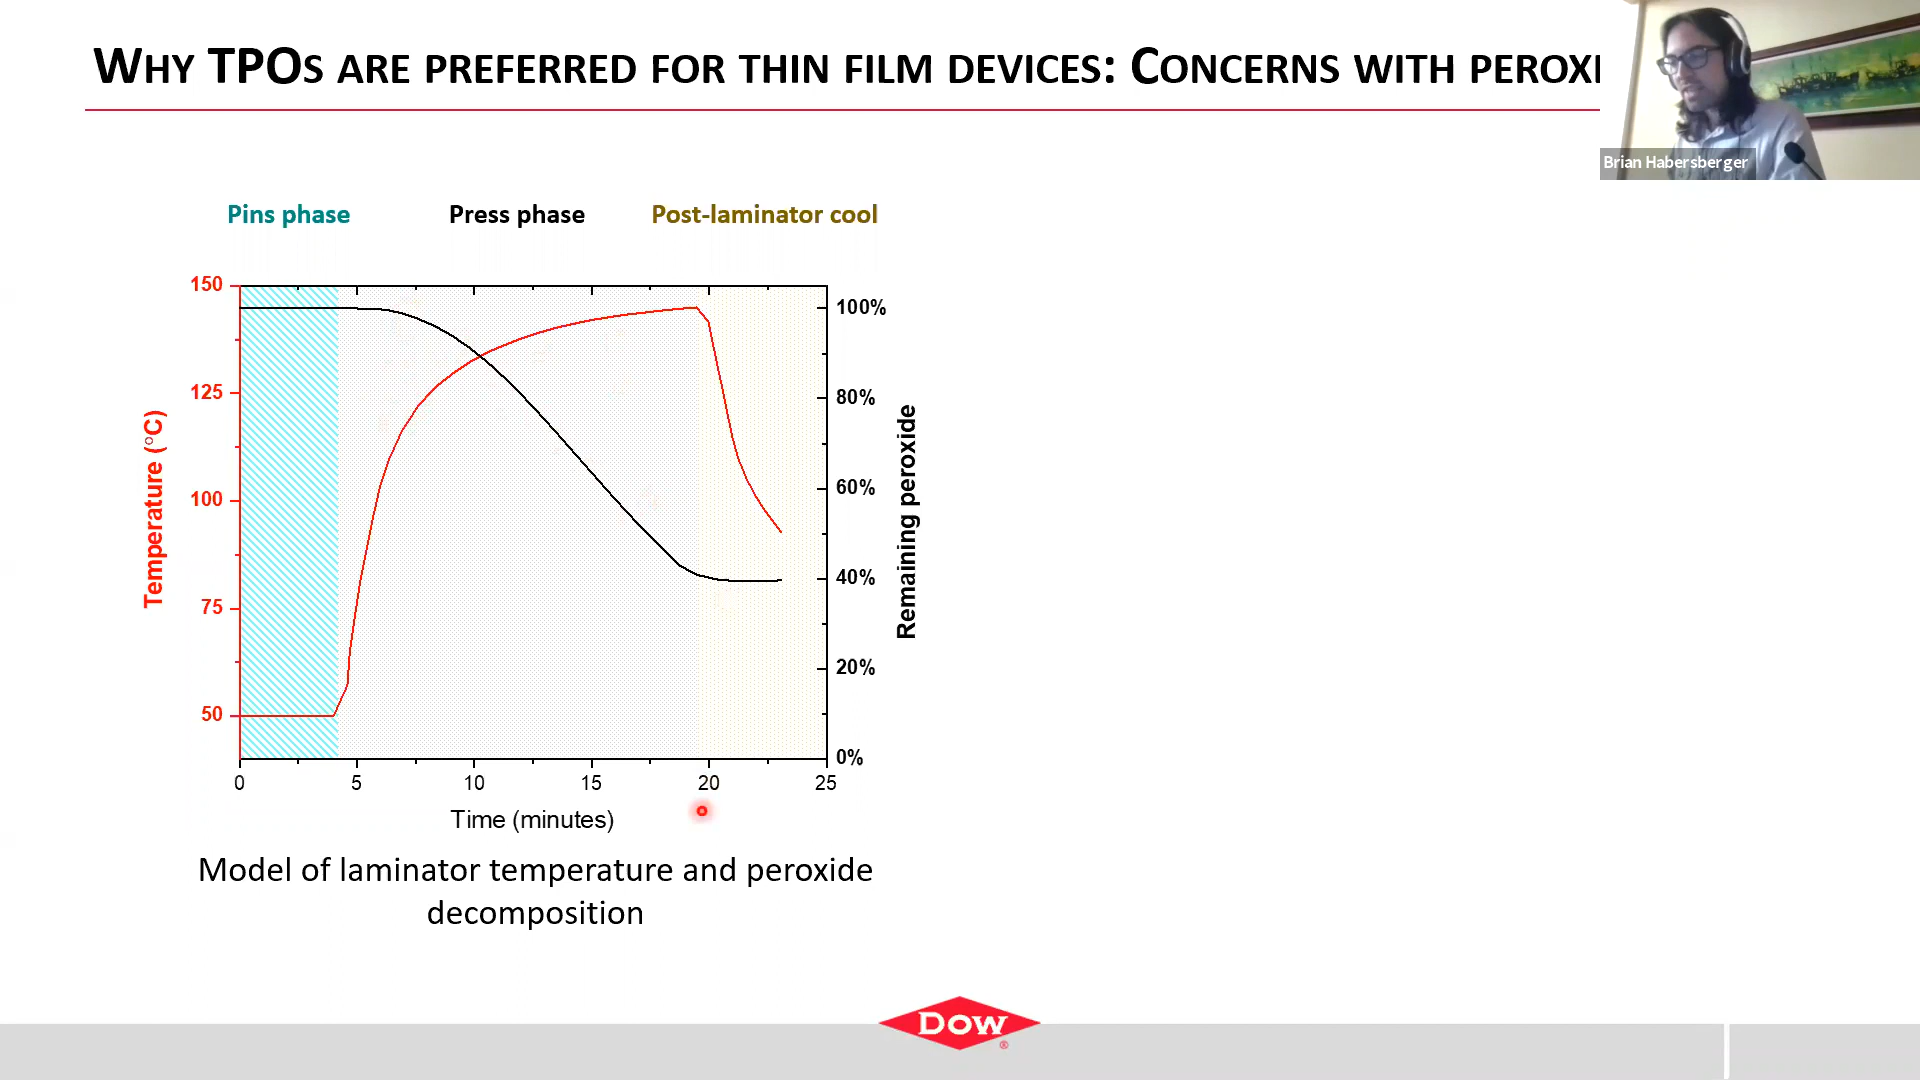 WHY TPOS ARE PREFERRED FOR THIN FILM DEVICES: CONCERNS WITH PEROXI
Brian Habersberger
Pins phase
Press phase
Post-laminator cool
150
125
100
75
50
Temperature (°C)
100%
80%
60%
40%
20%
0%
Remaining peroxide
0
5
10
15
20
25
Time (minutes)
Model of laminator temperature and peroxide
decomposition
DOW
®